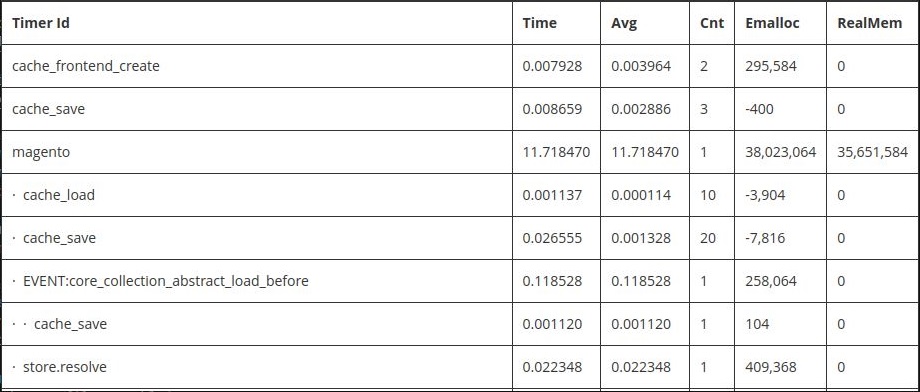 Timer Id Time Avg Cnt Emalloc RealMem
cache_frontend_create 0.007928 0.003964 2 295,584 0
cache_save 0.008659 0.002886 3 -400 0
magento 11.718470 11.718470 1 38,023,064 35,651,584
· cache_load 0.001137 0.000114 10 -3,904 0
· cache_save 0.026555 0.001328 20 -7,816 0
· EVENT:core_collection_abstract_load_before 0.118528 0.118528 1 258,064 0
· · cache_save 0.001120 0.001120 1 104 0
· store.resolve 0.022348 0.022348 1 409,368 0